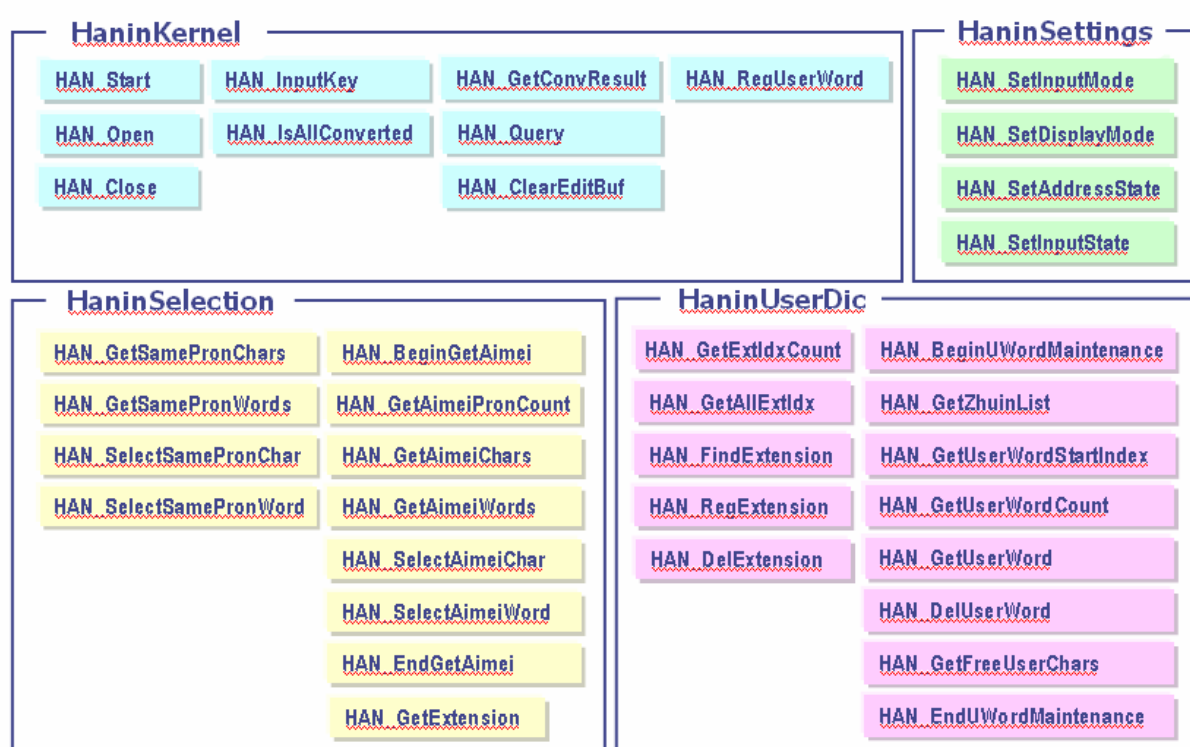 HaninKernel
HAN_Start
HAN_Open
HAN_Close
HAN_InputKey
HAN_IsAllConverted
HAN_GetConvResult
HAN_Query
HAN_ClearEditBuf
HAN_RegUserWord
HaninSettings
HAN_SetInputMode
HAN_SetDisplayMode
HAN_SetAddressState
HAN_SetInputState
HaninSelection
HAN_GetSamePronChars
HAN_GetSamePronWords
HAN_SelectSamePronChar
HAN_SelectSamePronWord
HAN_BeginGetAimei
HAN_GetAimeiPronCount
HAN_GetAimeiChars
HAN_GetAimeiWords
HAN_SelectAimeiChar
HAN_SelectAimeiWord
HAN_EndGetAimei
HAN_GetExtension
HaninUserDic
HAN_GetExtIdxCount
HAN_GetAllExtIdx
HAN_FindExtension
HAN_RegExtension
HAN_DelExtension
HAN_BeginUWordMaintenance
HAN_GetZhuinList
HAN_GetUserWordStartIndex
HAN_GetUserWordCount
HAN_GetUserWord
HAN_DelUserWord
HAN_GetFreeUserChars
HAN_EndUWordMaintenance